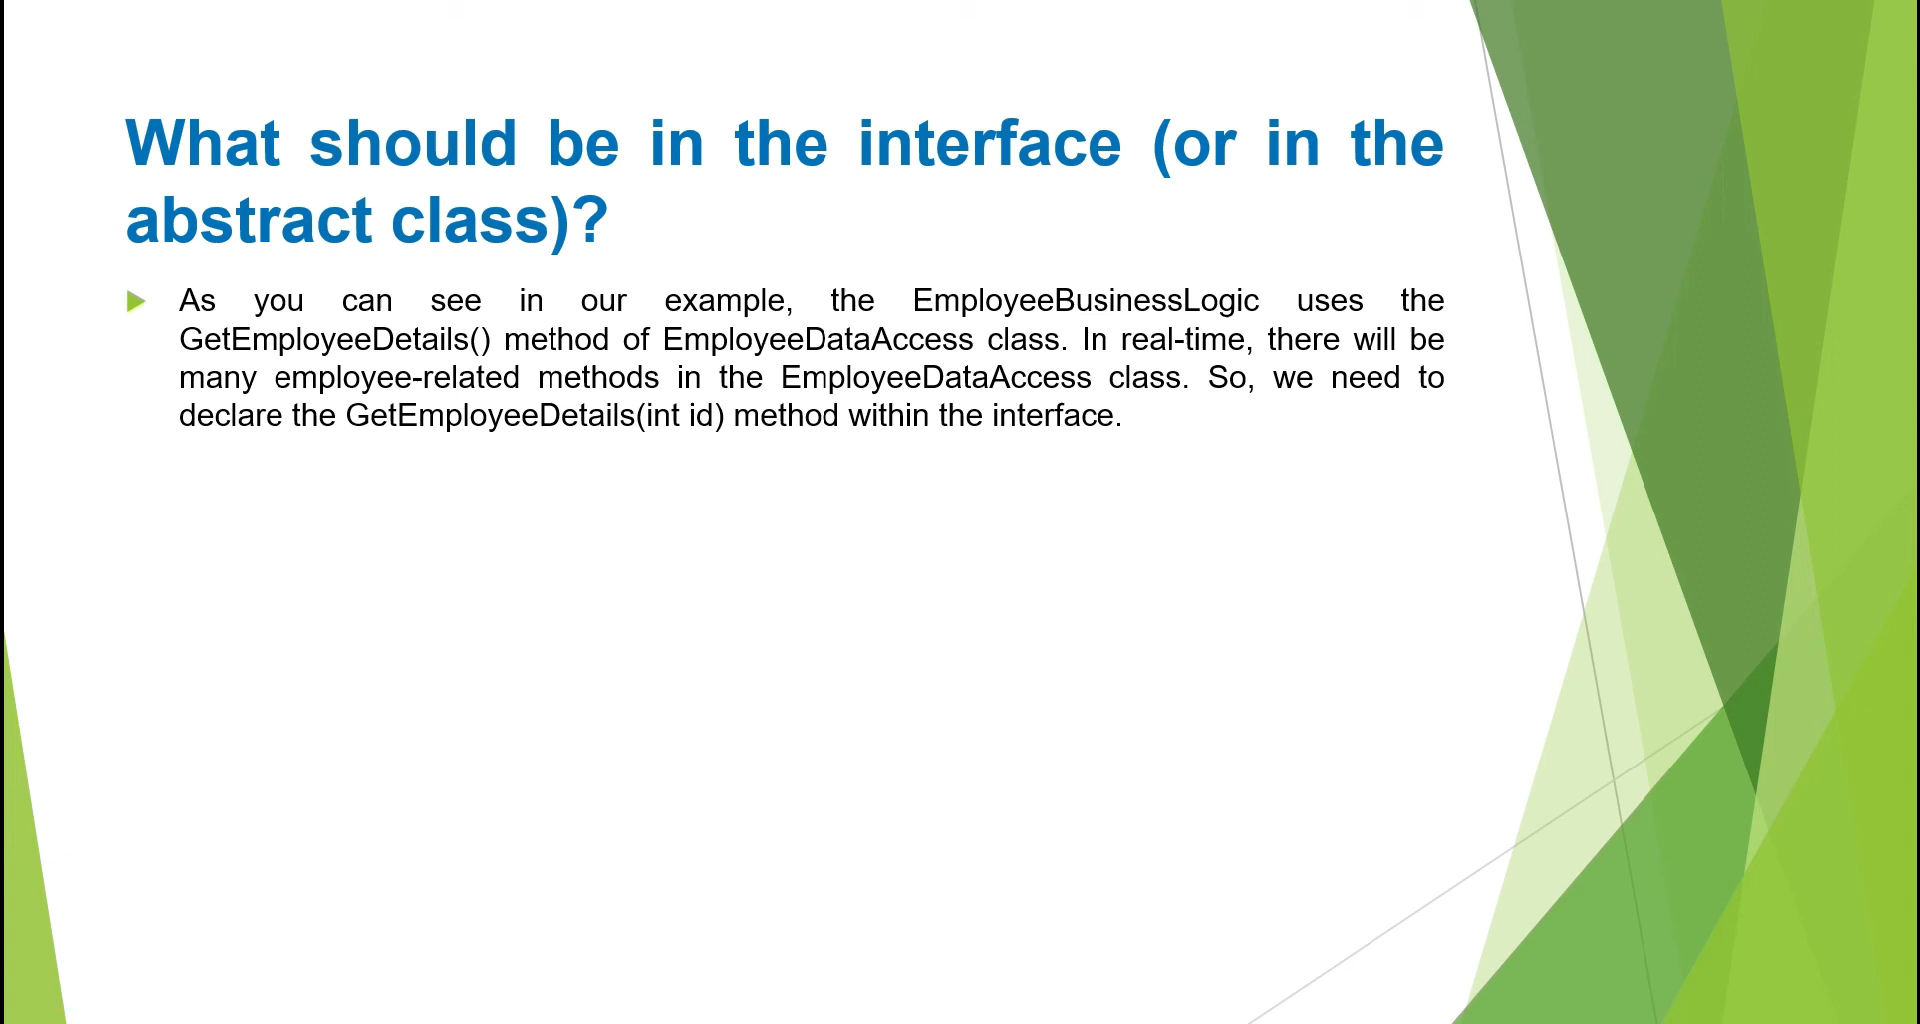 What should be in the interface (or in the
abstract class)?
As you can see in our example, the EmployeeBusinessLogic uses the
GetEmployeeDetails() method of EmployeeDataAccess class. In real-time, there will be
many employee-related methods in the EmployeeDataAccess class. So, we need to
declare the GetEmployeeDetails(int id) method within the interface.